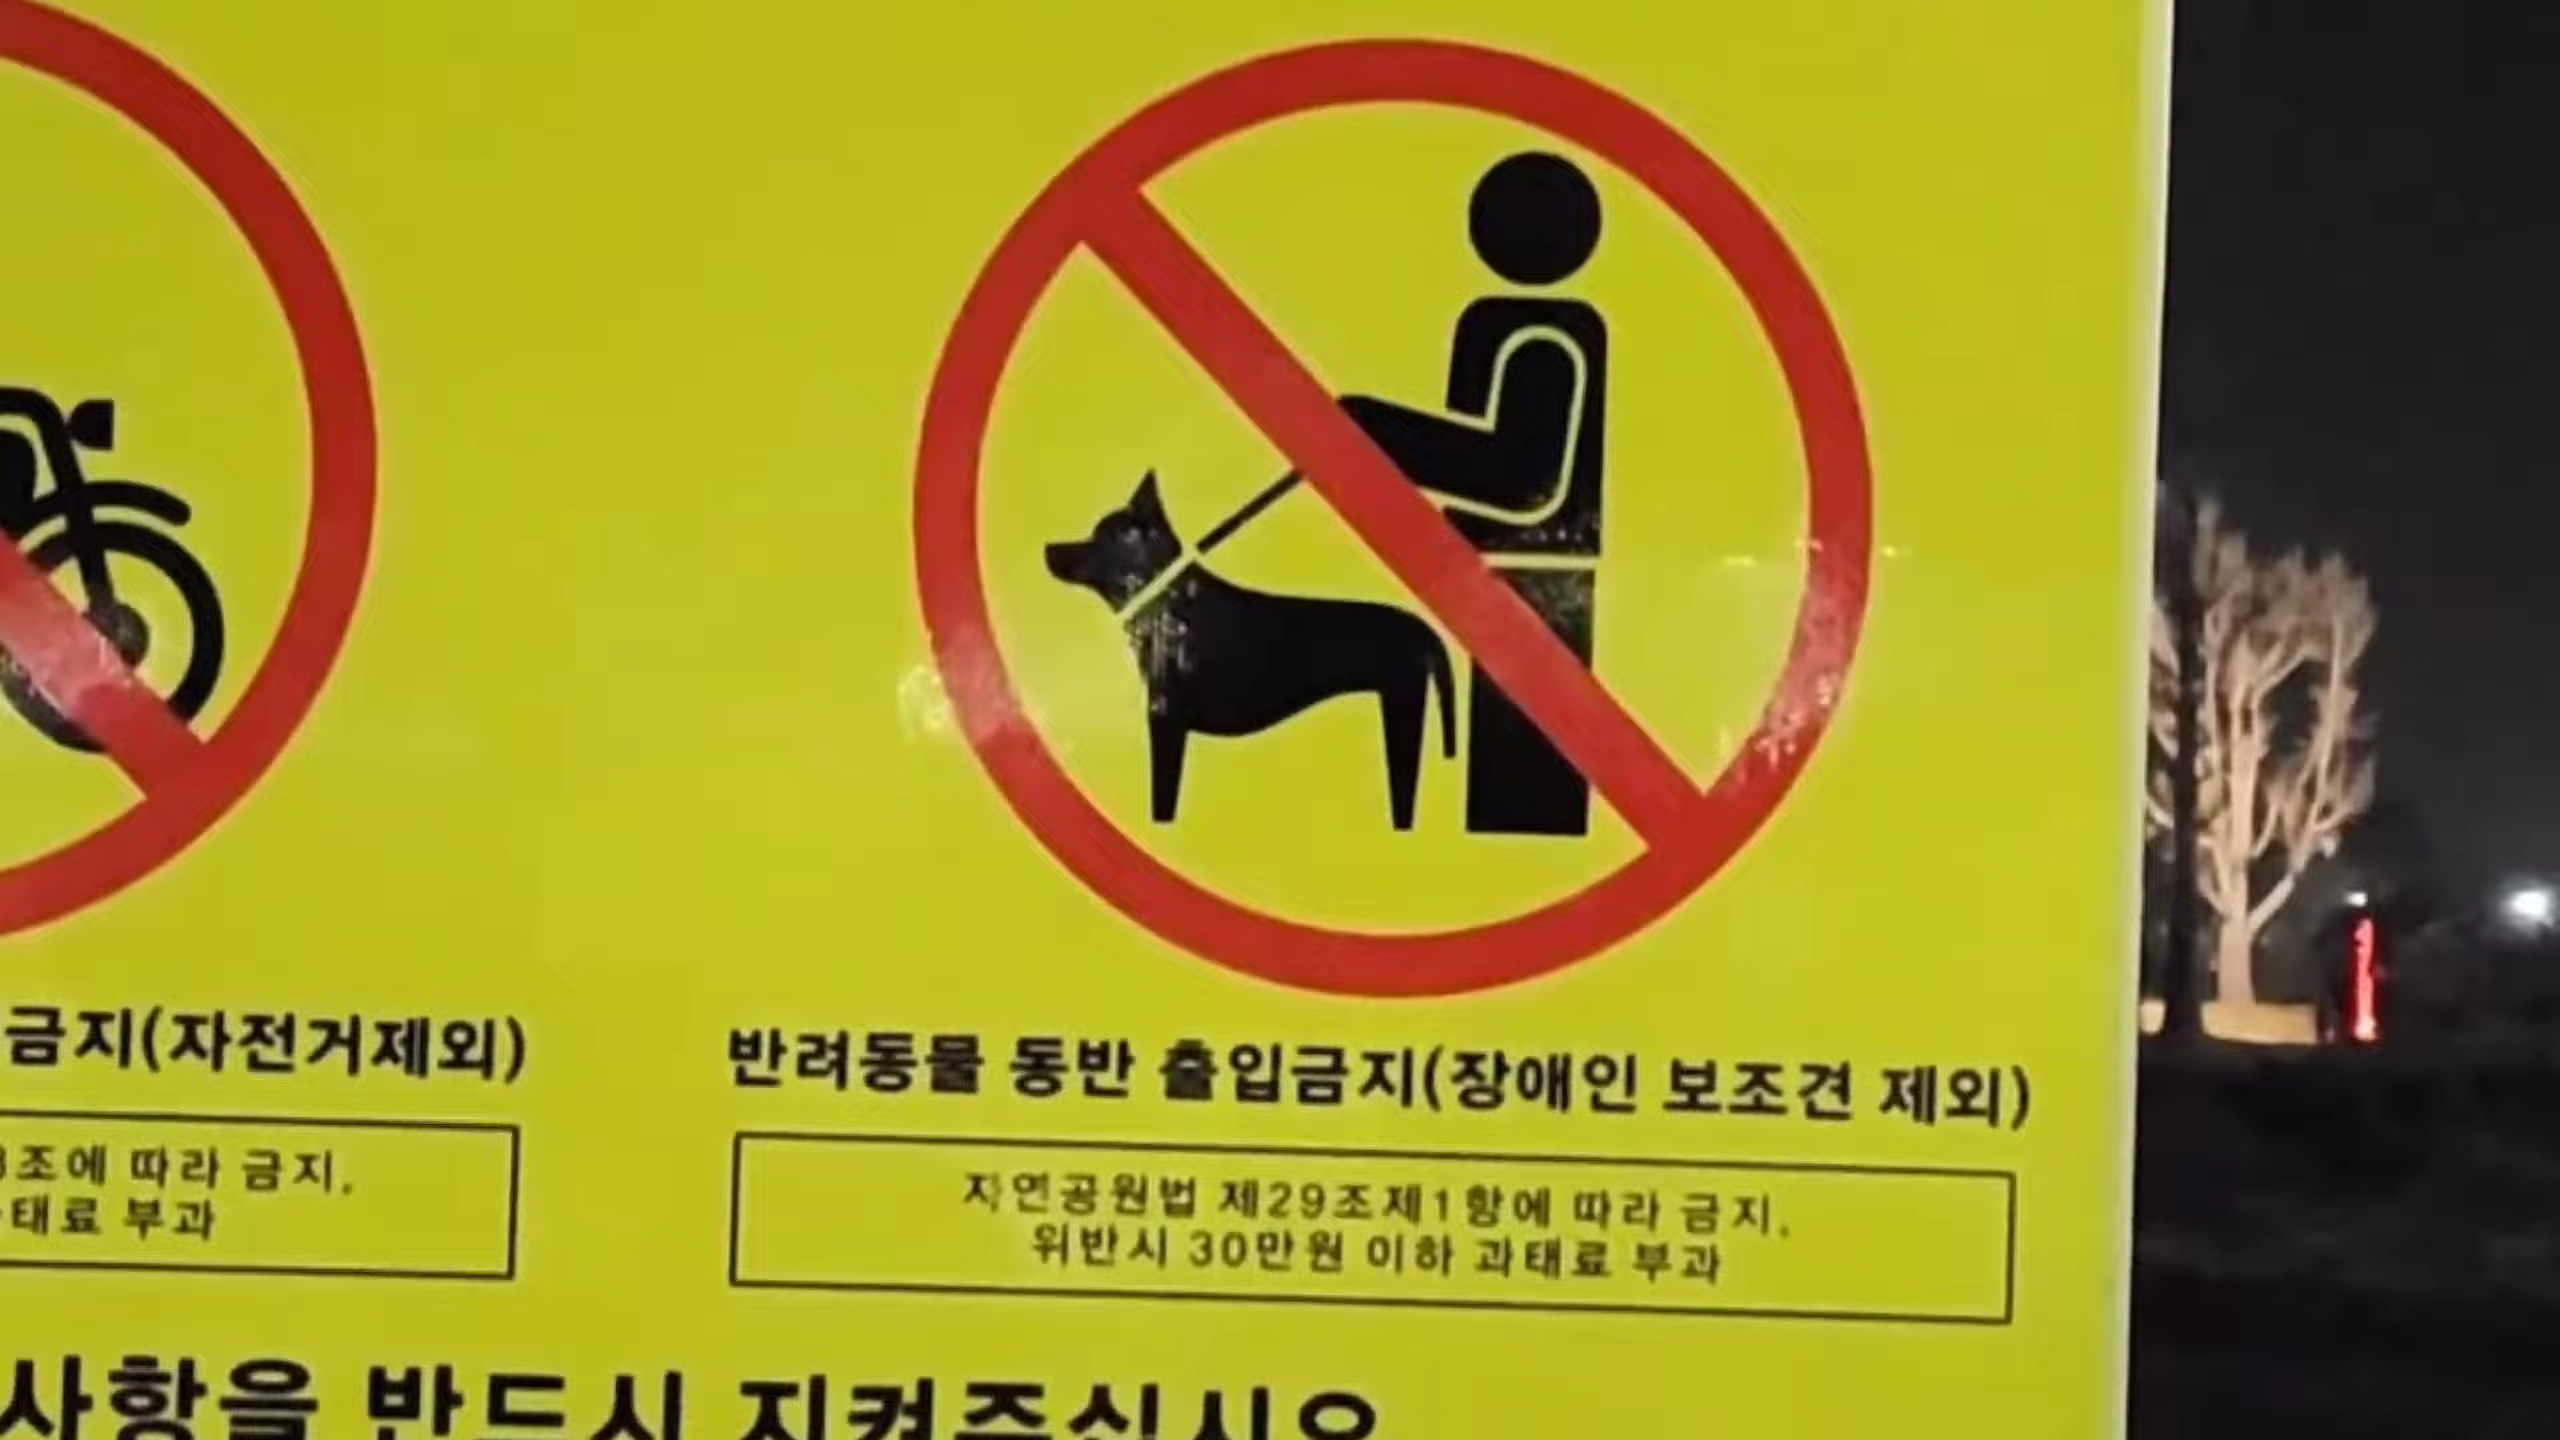 금지(자전거제외)
조에 따라 금지.
태료 부과
반려동물 동반 출입금지(장애인 보조견 제외)
자연공원법 제29조제1항에 따라 금지.
위반시 30만원 이하 과태료 부과
사항을 반드시 지켜주십시오